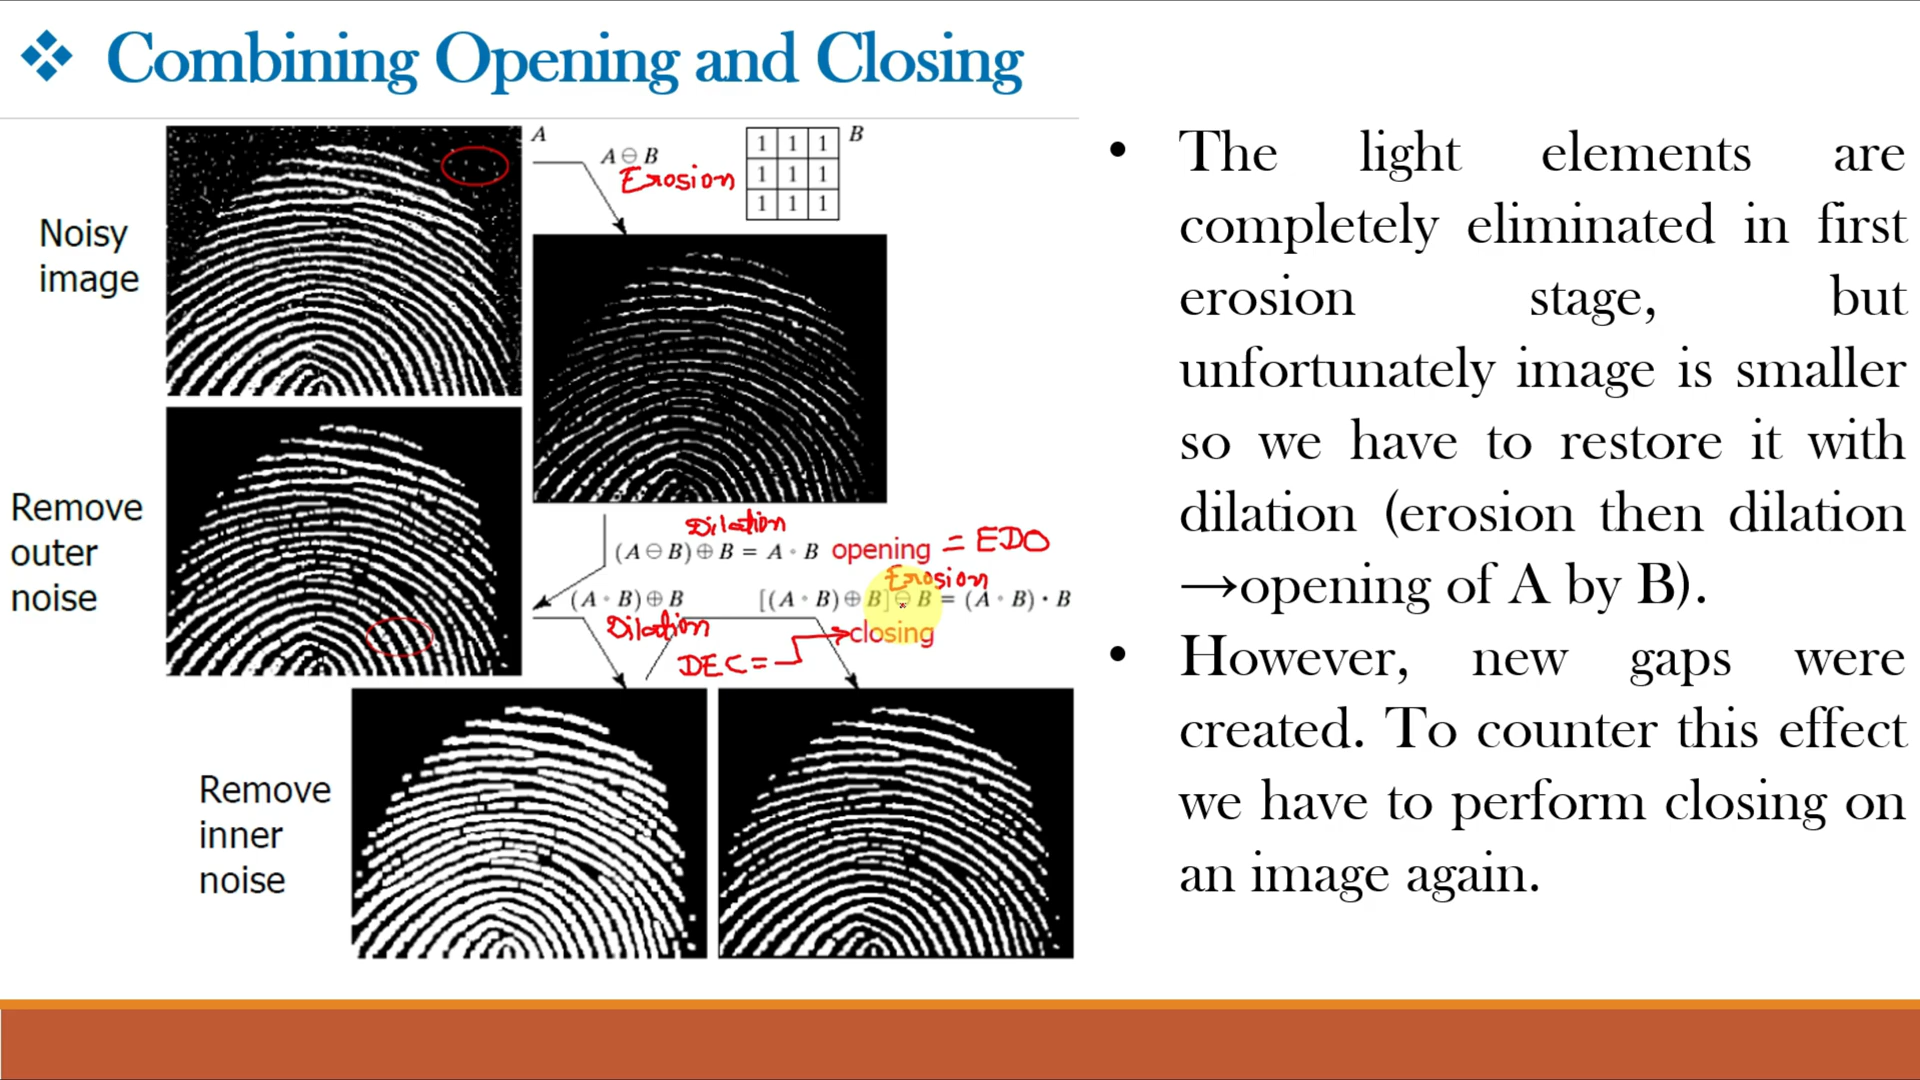 ❖ Combining Opening and Closing
Noisy
image
A
A ⊖ B
Erosion
1 1 1
1 1 1
1 1 1
B
Remove
outer
noise
Dilation
(A ⊖ B) ⊕ B = A ∘ B opening = EDO
Erosion
(A ∘ B) ⊕ B
[(A ∘ B) ⊕ B] ⊖ B = (A ∘ B) • B
Dilation
closing
DEC =
Remove
inner
noise
• The light elements are
completely eliminated in first
erosion stage, but
unfortunately image is smaller
so we have to restore it with
dilation (erosion then dilation
→opening of A by B).
• However, new gaps were
created. To counter this effect
we have to perform closing on
an image again.